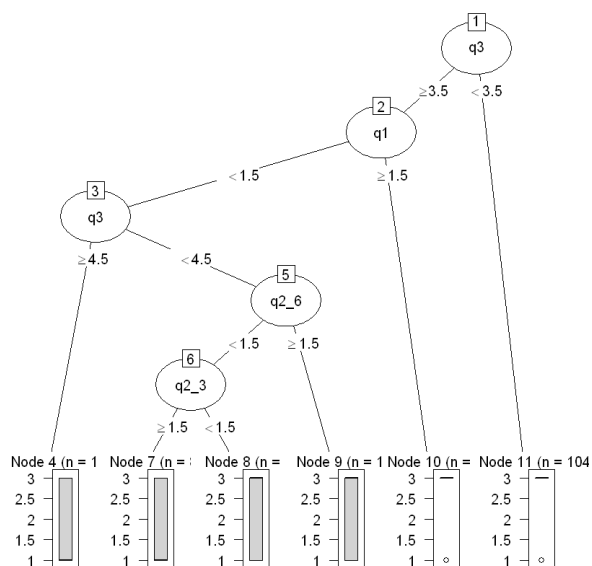 1
q3
≥3.5 <3.5
2
q1
<1.5 ≥1.5
3
q3
≥4.5 <4.5
5
q2_6
<1.5 ≥1.5
6
q2_3
≥1.5 <1.5
Node 4 (n = 1 Node 7 (n = Node 8 (n = Node 9 (n = 1 Node 10 (n = Node 11 (n = 104
3 3 3 3 3 3
2.5 2.5 2.5 2.5 2.5 2.5
2 2 2 2 2 2
1.5 1.5 1.5 1.5 1.5 1.5
1 1 1 1 1 1